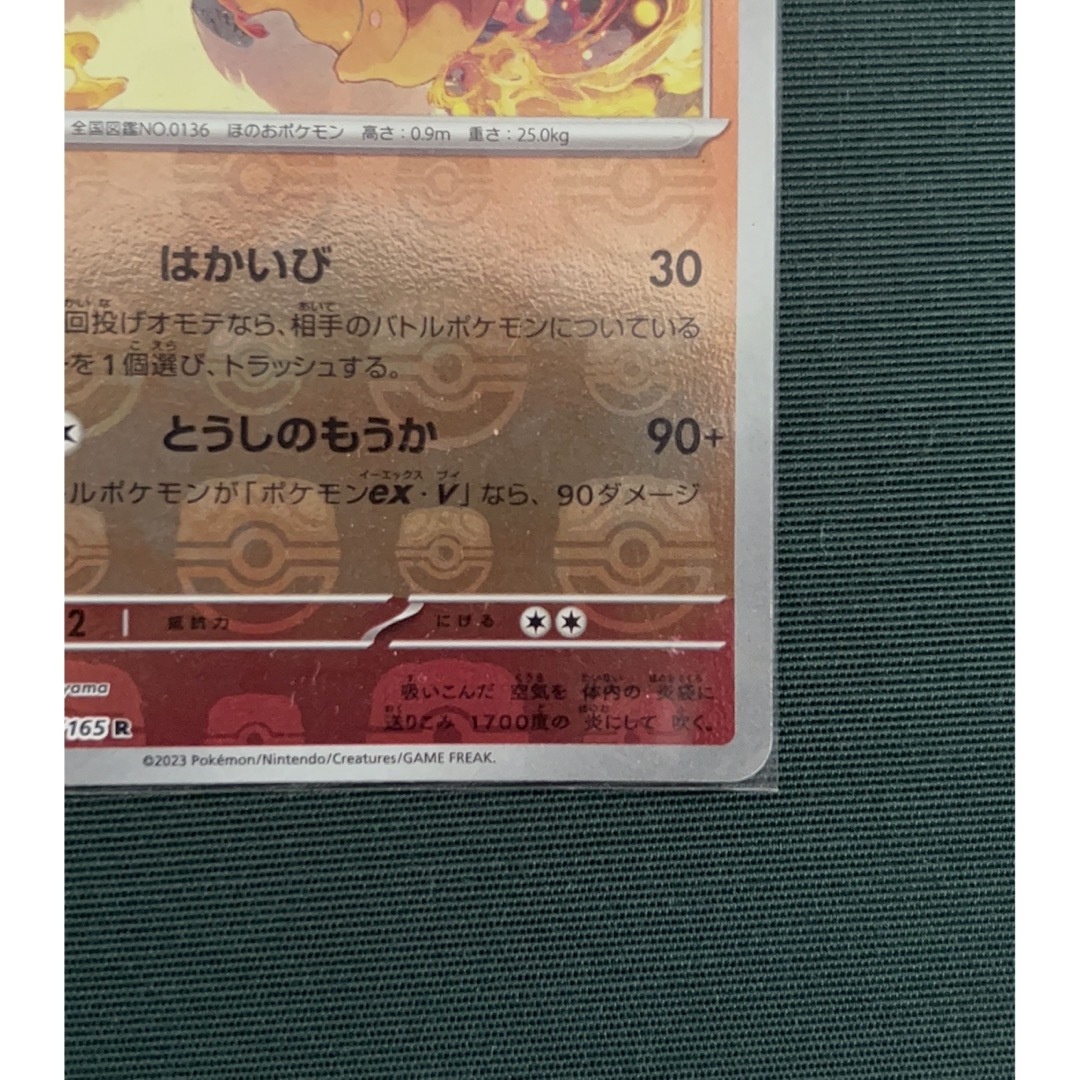 全国図鑑NO.0136 ほのおポケモン 高さ:0.9m 重さ:25.0kg
はかいび 30
回投げオモテなら、相手のバトルポケモンについている
を1個選び、トラッシュする。
とうしのもうか 90+
ルポケモンが「ポケモンex・V」なら、90ダメージ
2 抵抗力 にげる
yama
165 R
吸いこんだ 空気を 体内の 炎袋に
送りこみ 1700度の 炎にして 吹く。
©2023 Pokémon/Nintendo/Creatures/GAME FREAK.